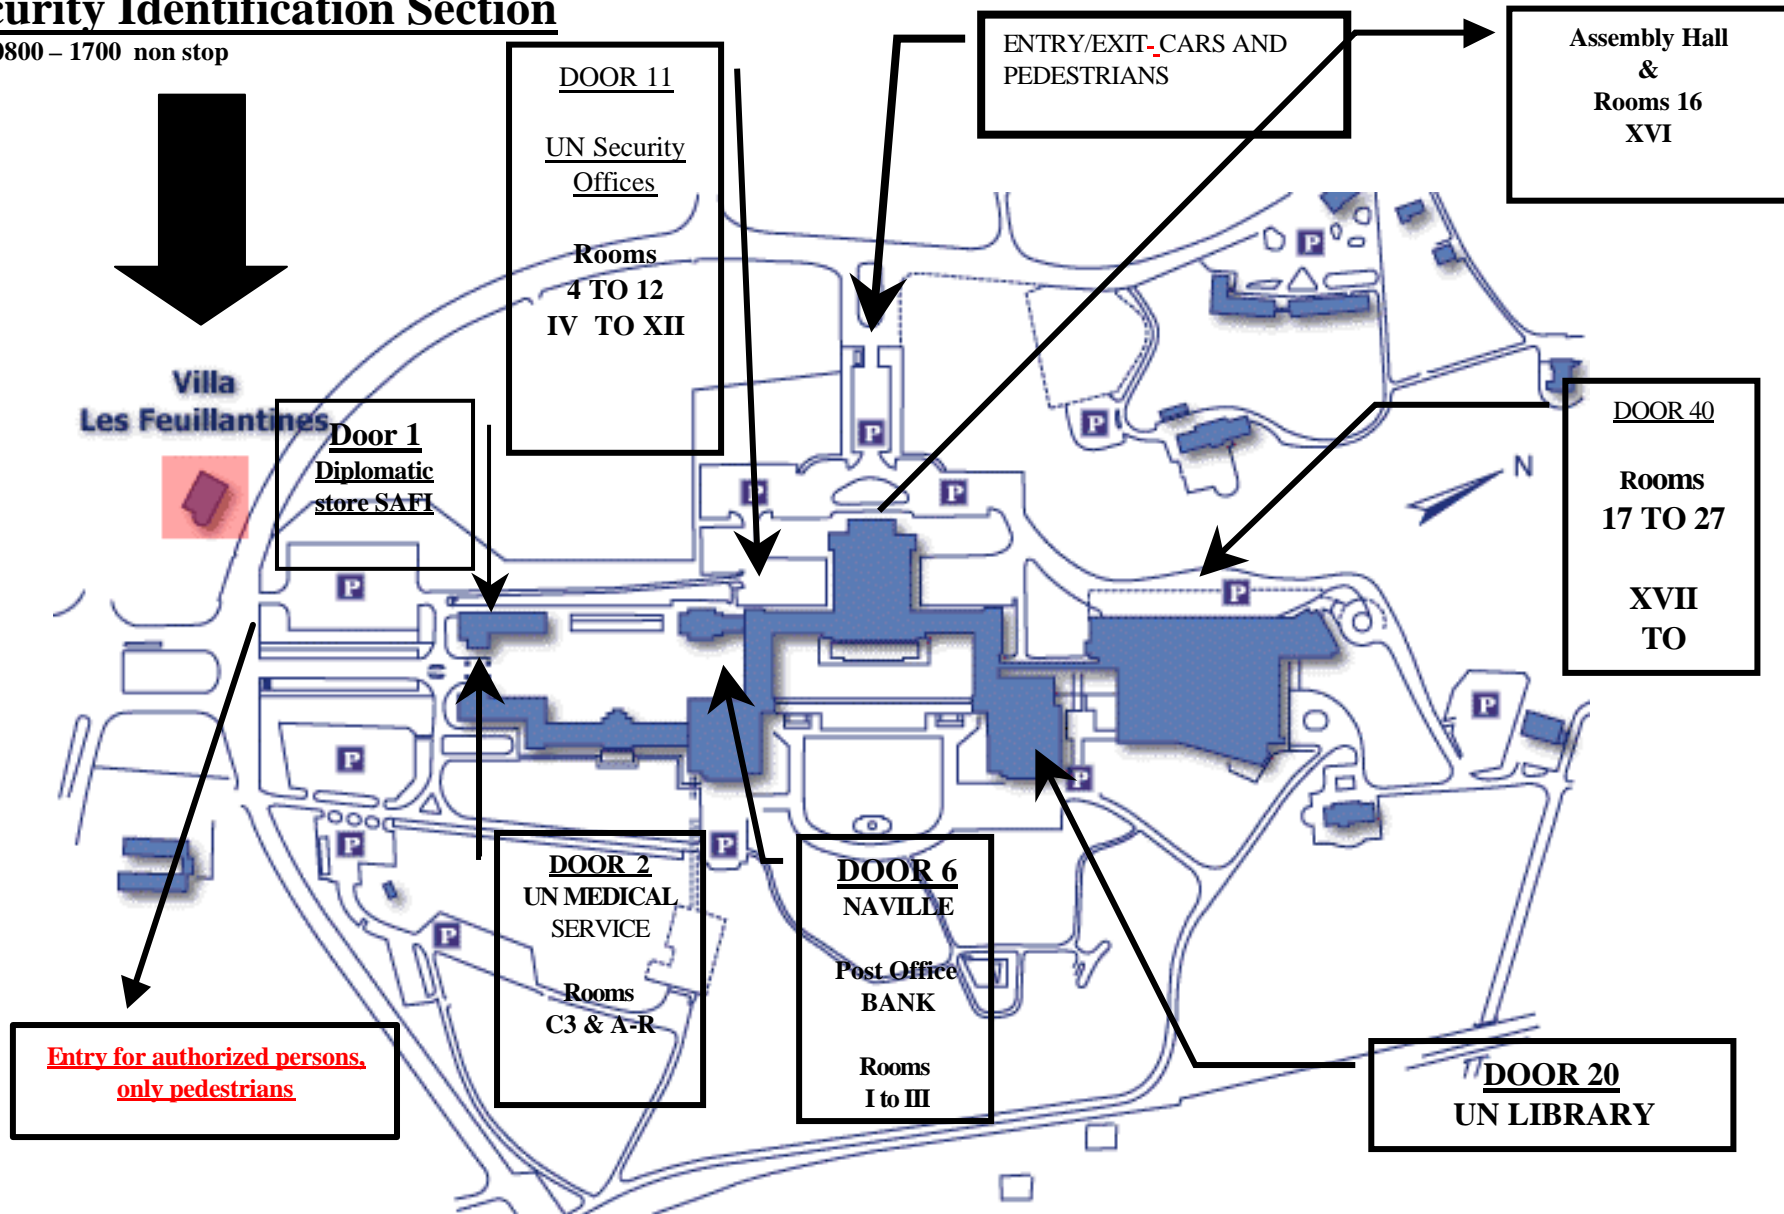 curity Identification Section
0800 – 1700 non stop
DOOR 11
UN Security
Offices
Rooms
4 TO 12
IV TO XII
ENTRY/EXIT- CARS AND
PEDESTRIANS
Assembly Hall
&
Rooms 16
XVI
Villa
Les Feuillantines
Door 1
Diplomatic
store SAFI
DOOR 40
Rooms
17 TO 27
XVII
TO
N
P
P
P
P
P
P
P
P
P
P
P
P
P
DOOR 2
UN MEDICAL
SERVICE
Rooms
C3 & A-R
DOOR 6
NAVILLE
Post Office
BANK
Rooms
I to III
Entry for authorized persons,
only pedestrians
DOOR 20
UN LIBRARY